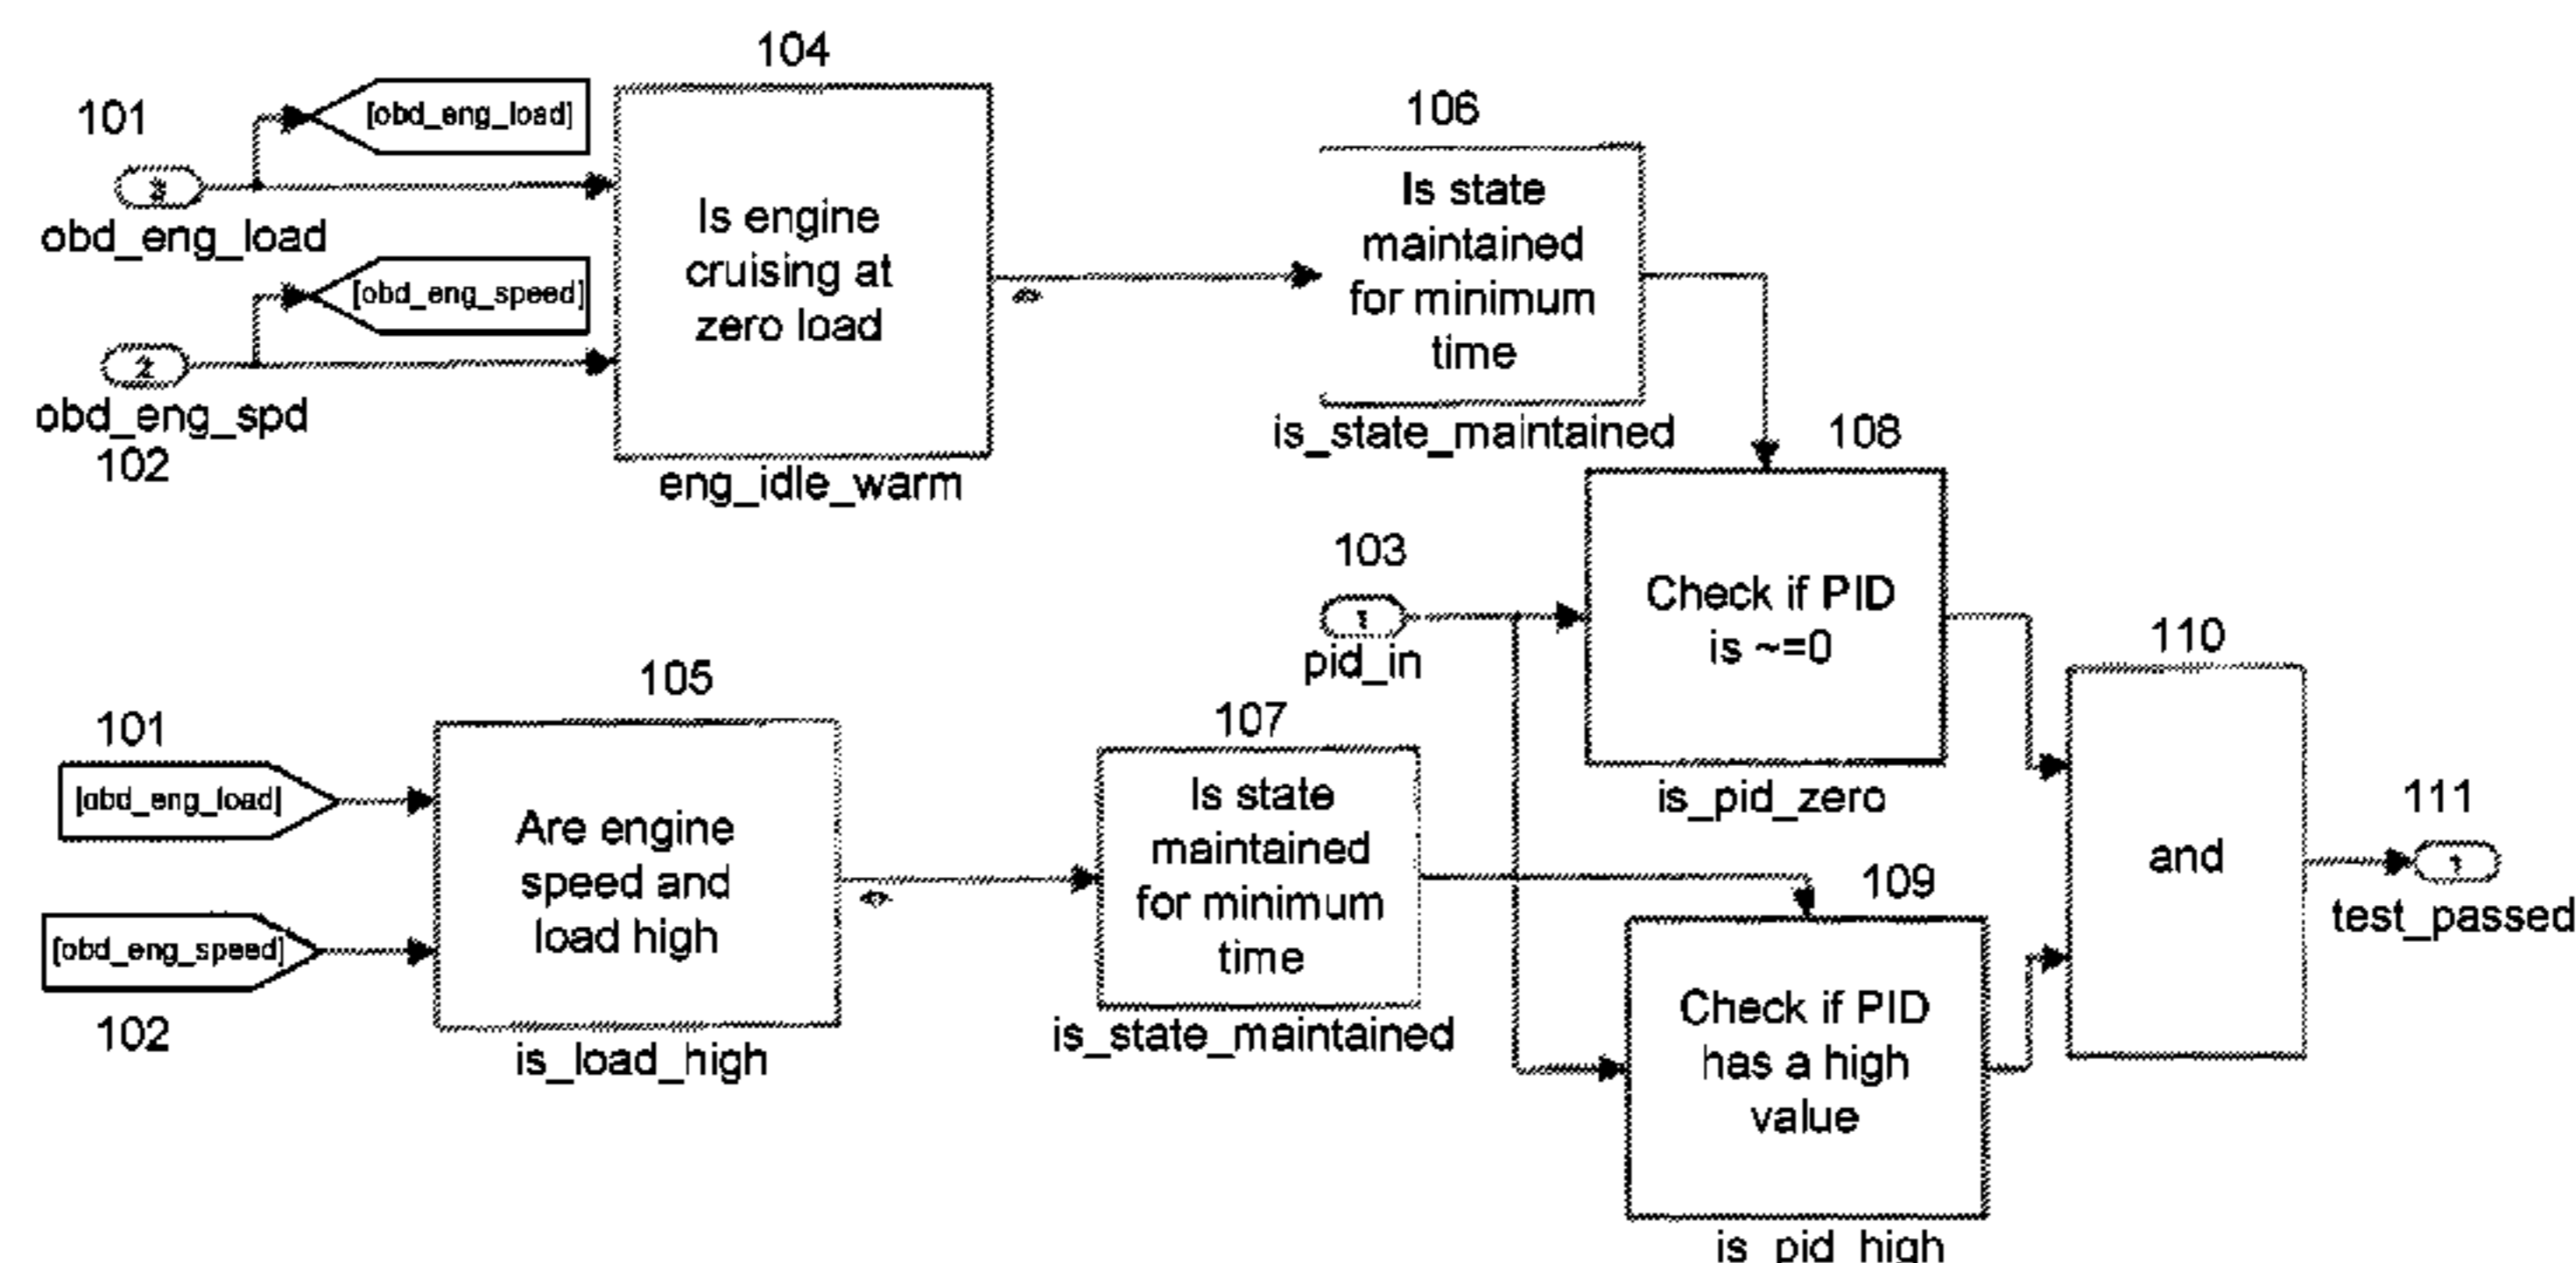 104
101
[obd_eng_load]
106
obd_eng_load
Is engine
cruising at
zero load
Is state
maintained
for minimum
time
[obd_eng_speed]
2
obd_eng_spd
102
eng_idle_warm
is_state_maintained
108
103
1
pid_in
Check if PID
is ~=0
is_pid_zero
110
105
107
101
[obd_eng_load]
Are engine
speed and
load high
Is state
maintained
for minimum
time
[obd_eng_speed]
102
is_load_high
is_state_maintained
109
Check if PID
has a high
value
is_pid_high
and
111
1
test_passed